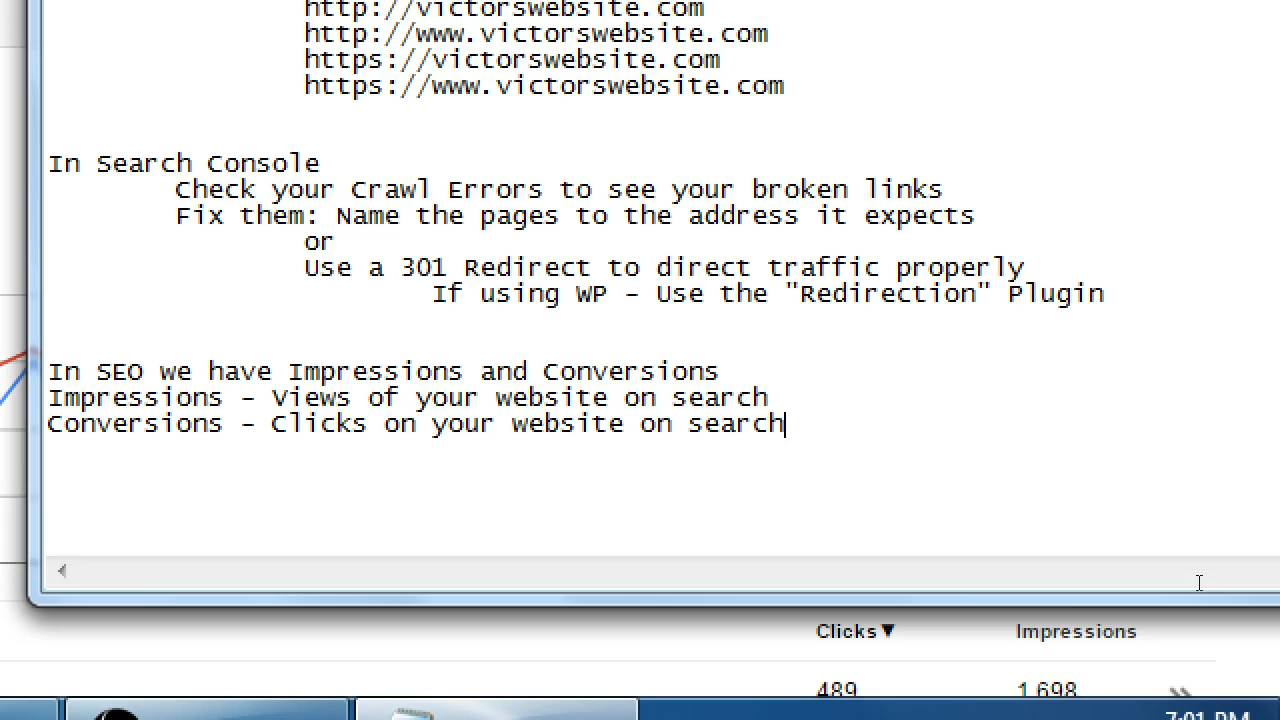 http://victorswebsite.com
http://www.victorswebsite.com
https://victorswebsite.com
https://www.victorswebsite.com
In Search Console
Check your Crawl Errors to see your broken links
Fix them: Name the pages to the address it expects
or
Use a 301 Redirect to direct traffic properly
If using WP - Use the "Redirection" Plugin
In SEO we have Impressions and Conversions
Impressions - Views of your website on search
Conversions - Clicks on your website on search
Clicks▼ Impressions
489 1,698 »
7:01 PM